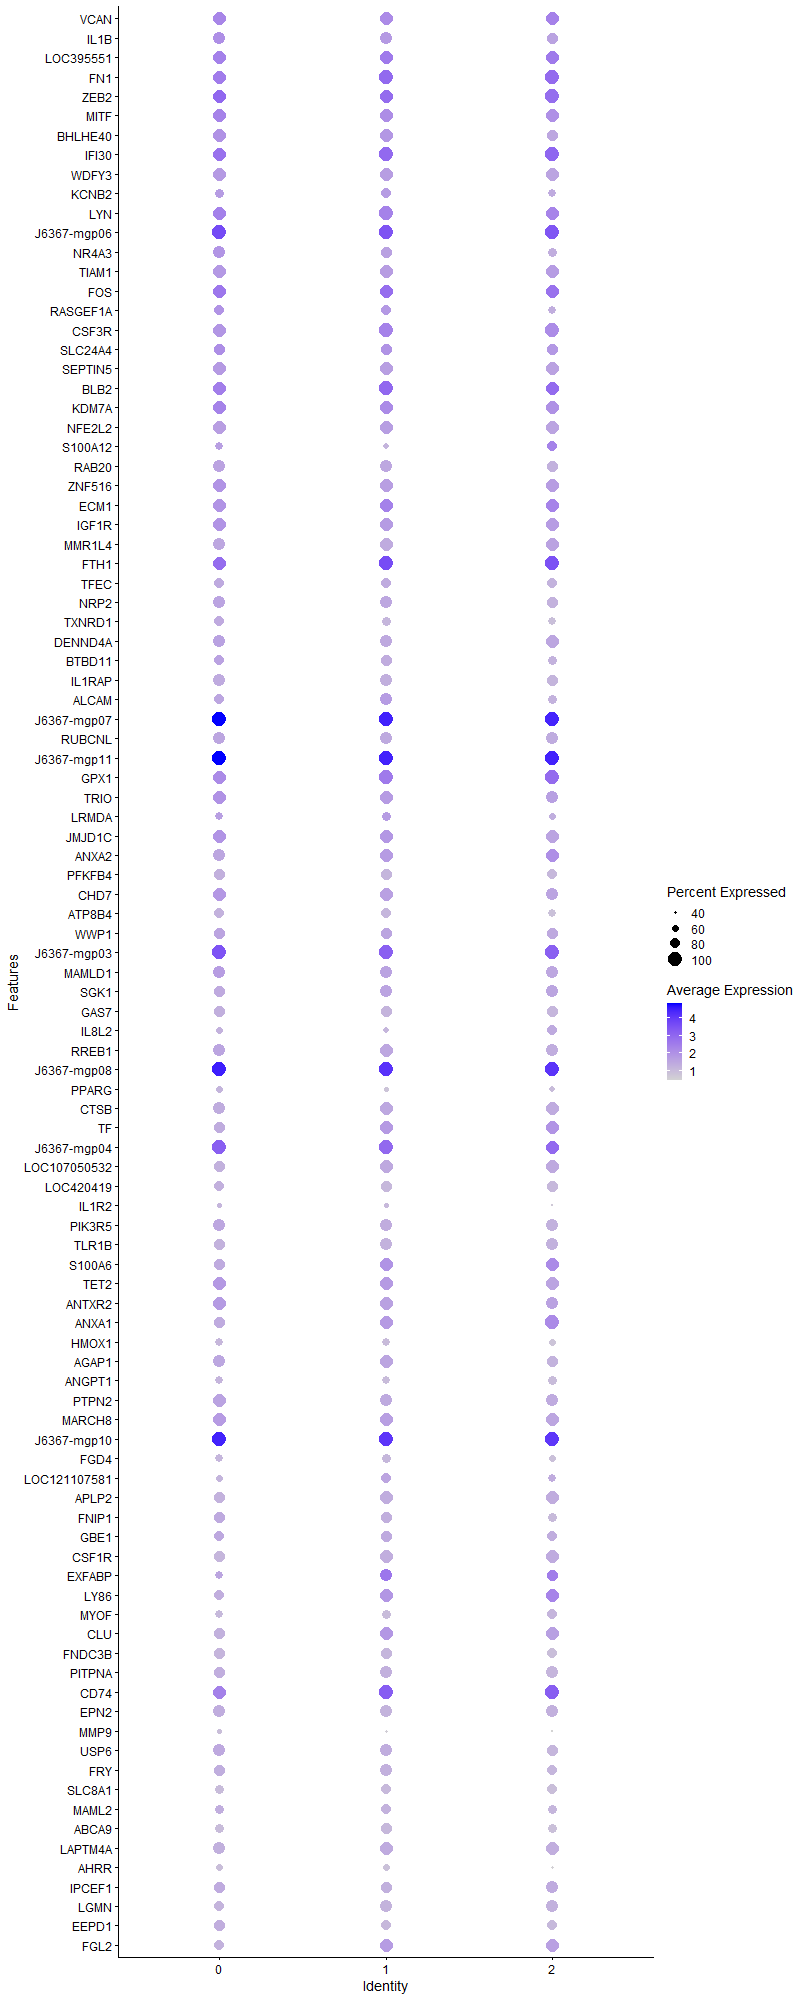 VCAN
IL1B
LOC395551
FN1
ZEB2
MITF
BHLHE40
IFI30
WDFY3
KCNB2
LYN
J6367-mgp06
NR4A3
TIAM1
FOS
RASGEF1A
CSF3R
SLC24A4
SEPTIN5
BLB2
KDM7A
NFE2L2
S100A12
RAB20
ZNF516
ECM1
IGF1R
MMR1L4
FTH1
TFEC
NRP2
TXNRD1
DENND4A
BTBD11
IL1RAP
ALCAM
J6367-mgp07
RUBCNL
J6367-mgp11
GPX1
TRIO
LRMDA
JMJD1C
ANXA2
PFKFB4
CHD7
ATP8B4
WWP1
J6367-mgp03
MAMLD1
SGK1
GAS7
IL8L2
RREB1
J6367-mgp08
PPARG
CTSB
TF
J6367-mgp04
LOC107050532
LOC420419
IL1R2
PIK3R5
TLR1B
S100A6
TET2
ANTXR2
ANXA1
HMOX1
AGAP1
ANGPT1
PTPN2
MARCH8
J6367-mgp10
FGD4
LOC121107581
APLP2
FNIP1
GBE1
CSF1R
EXFABP
LY86
MYOF
CLU
FNDC3B
PITPNA
CD74
EPN2
MMP9
USP6
FRY
SLC8A1
MAML2
ABCA9
LAPTM4A
AHRR
IPCEF1
LGMN
EEPD1
FGL2
Features
0 1 2
Identity
Percent Expressed
40
60
80
100
Average Expression
4
3
2
1